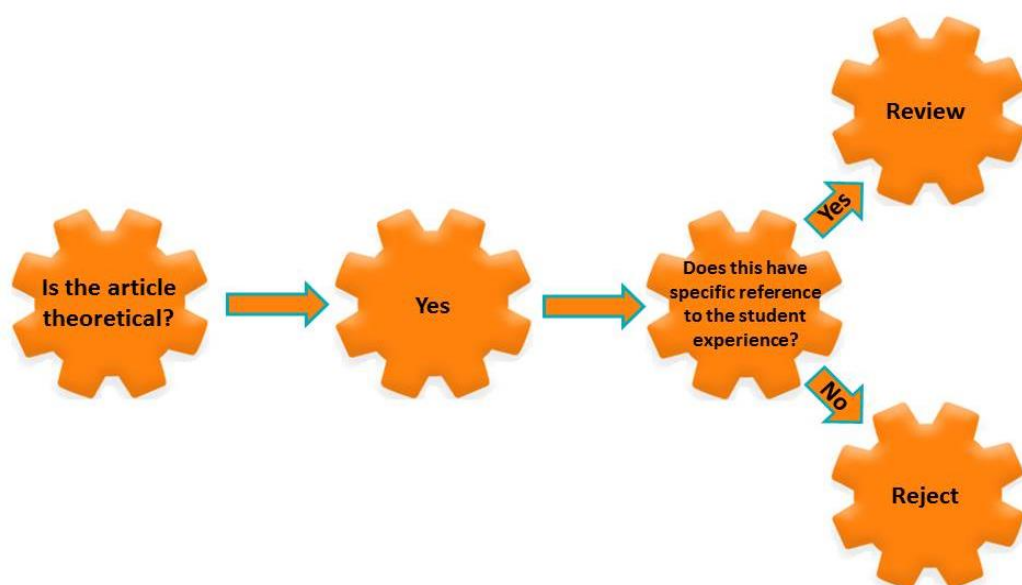 Is the article
theoretical?
Yes
Does this have
specific reference
to the student
experience?
Yes
Review
No
Reject